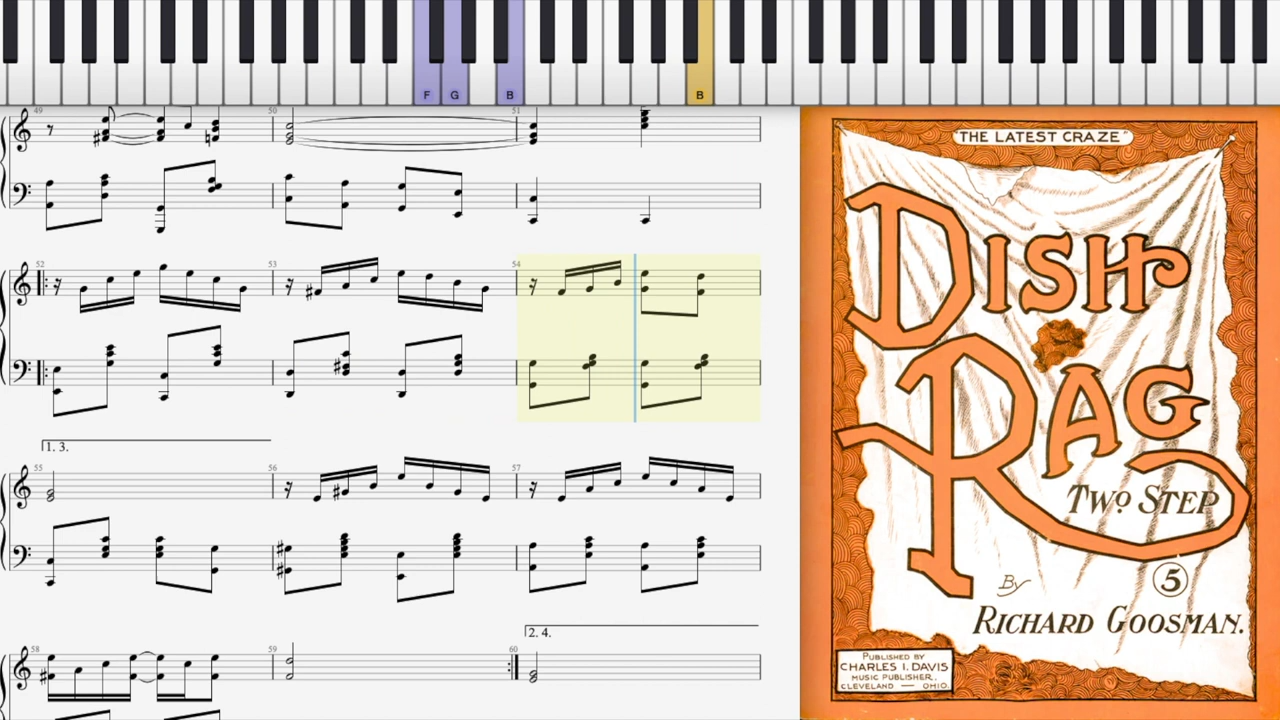 F G B B
49 50 51
52 53 54
1. 3.
55 56 57
2. 4.
58 59 60
"THE LATEST CRAZE"
DISH
RAG
TWO STEP
5
By
RICHARD GOOSMAN.
PUBLISHED BY
CHARLES I. DAVIS
MUSIC PUBLISHER,
CLEVELAND — OHIO.